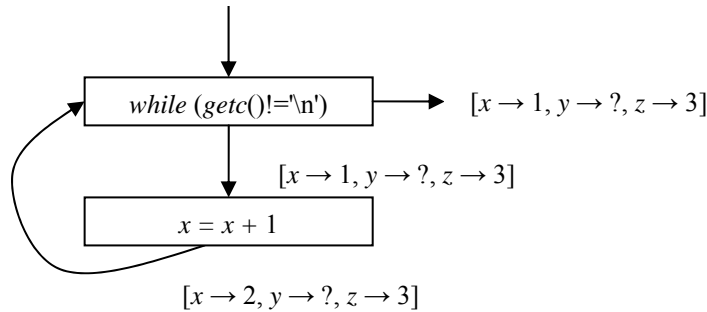 while (getc()!='\n')
[x → 1, y → ?, z → 3]
[x → 1, y → ?, z → 3]
x = x + 1
[x → 2, y → ?, z → 3]